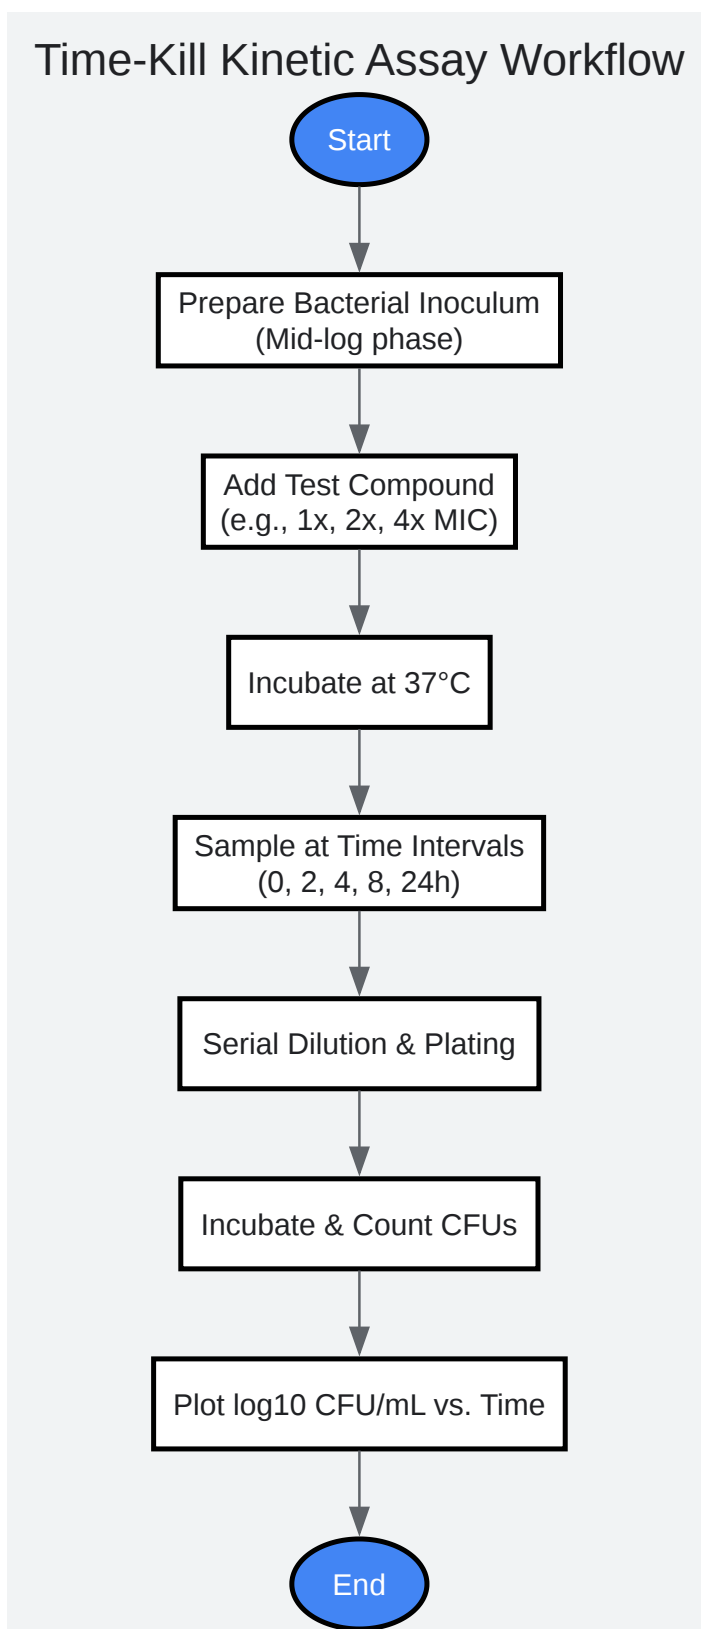 Time-Kill Kinetic Assay Workflow
Start
Prepare Bacterial Inoculum
(Mid-log phase)
Add Test Compound
(e.g., 1x, 2x, 4x MIC)
Incubate at 37°C
Sample at Time Intervals
(0, 2, 4, 8, 24h)
Serial Dilution & Plating
Incubate & Count CFUs
Plot log10 CFU/mL vs. Time
End